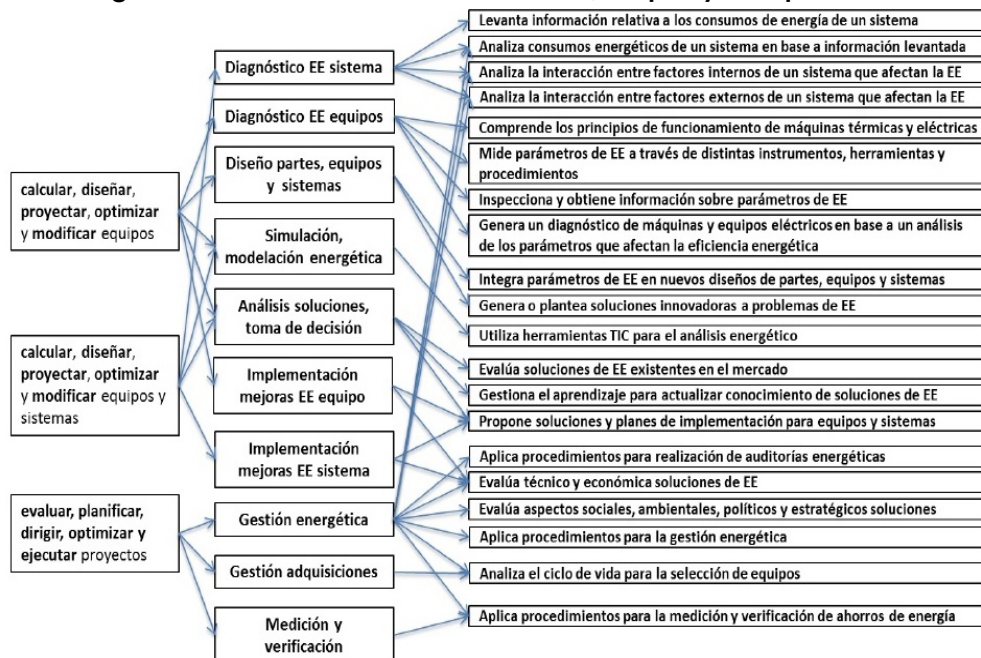 Levanta información relativa a los consumos de energía de un sistema
Analiza consumos energéticos de un sistema en base a información levantada
Analiza la interacción entre factores internos de un sistema que afectan la EE
Analiza la interacción entre factores externos de un sistema que afectan la EE
Comprende los principios de funcionamiento de máquinas térmicas y eléctricas
Mide parámetros de EE a través de distintas instrumentos, herramientas y
procedimientos
Inspecciona y obtiene información sobre parámetros de EE
Genera un diagnóstico de máquinas y equipos eléctricos en base a un análisis
de los parámetros que afectan la eficiencia energética
Integra parámetros de EE en nuevos diseños de partes, equipos y sistemas
Genera o plantea soluciones innovadoras a problemas de EE
Utiliza herramientas TIC para el análisis energético
Evalúa soluciones de EE existentes en el mercado
Gestiona el aprendizaje para actualizar conocimiento de soluciones de EE
Propone soluciones y planes de implementación para equipos y sistemas
Aplica procedimientos para realización de auditorías energéticas
Evalúa técnico y económica soluciones de EE
Evalúa aspectos sociales, ambientales, políticos y estratégicos soluciones
Aplica procedimientos para la gestión energética
Analiza el ciclo de vida para la selección de equipos
Aplica procedimientos para la medición y verificación de ahorros de energía
Diagnóstico EE sistema
Diagnóstico EE equipos
Diseño partes, equipos
y sistemas
Simulación,
modelación energética
Análisis soluciones,
toma de decisión
Implementación
mejoras EE equipo
Implementación
mejoras EE sistema
Gestión energética
Gestión adquisiciones
Medición y
verificación
calcular, diseñar,
proyectar, optimizar
y modificar equipos
calcular, diseñar,
proyectar, optimizar
y modificar equipos y
sistemas
evaluar, planificar,
dirigir, optimizar y
ejecutar proyectos